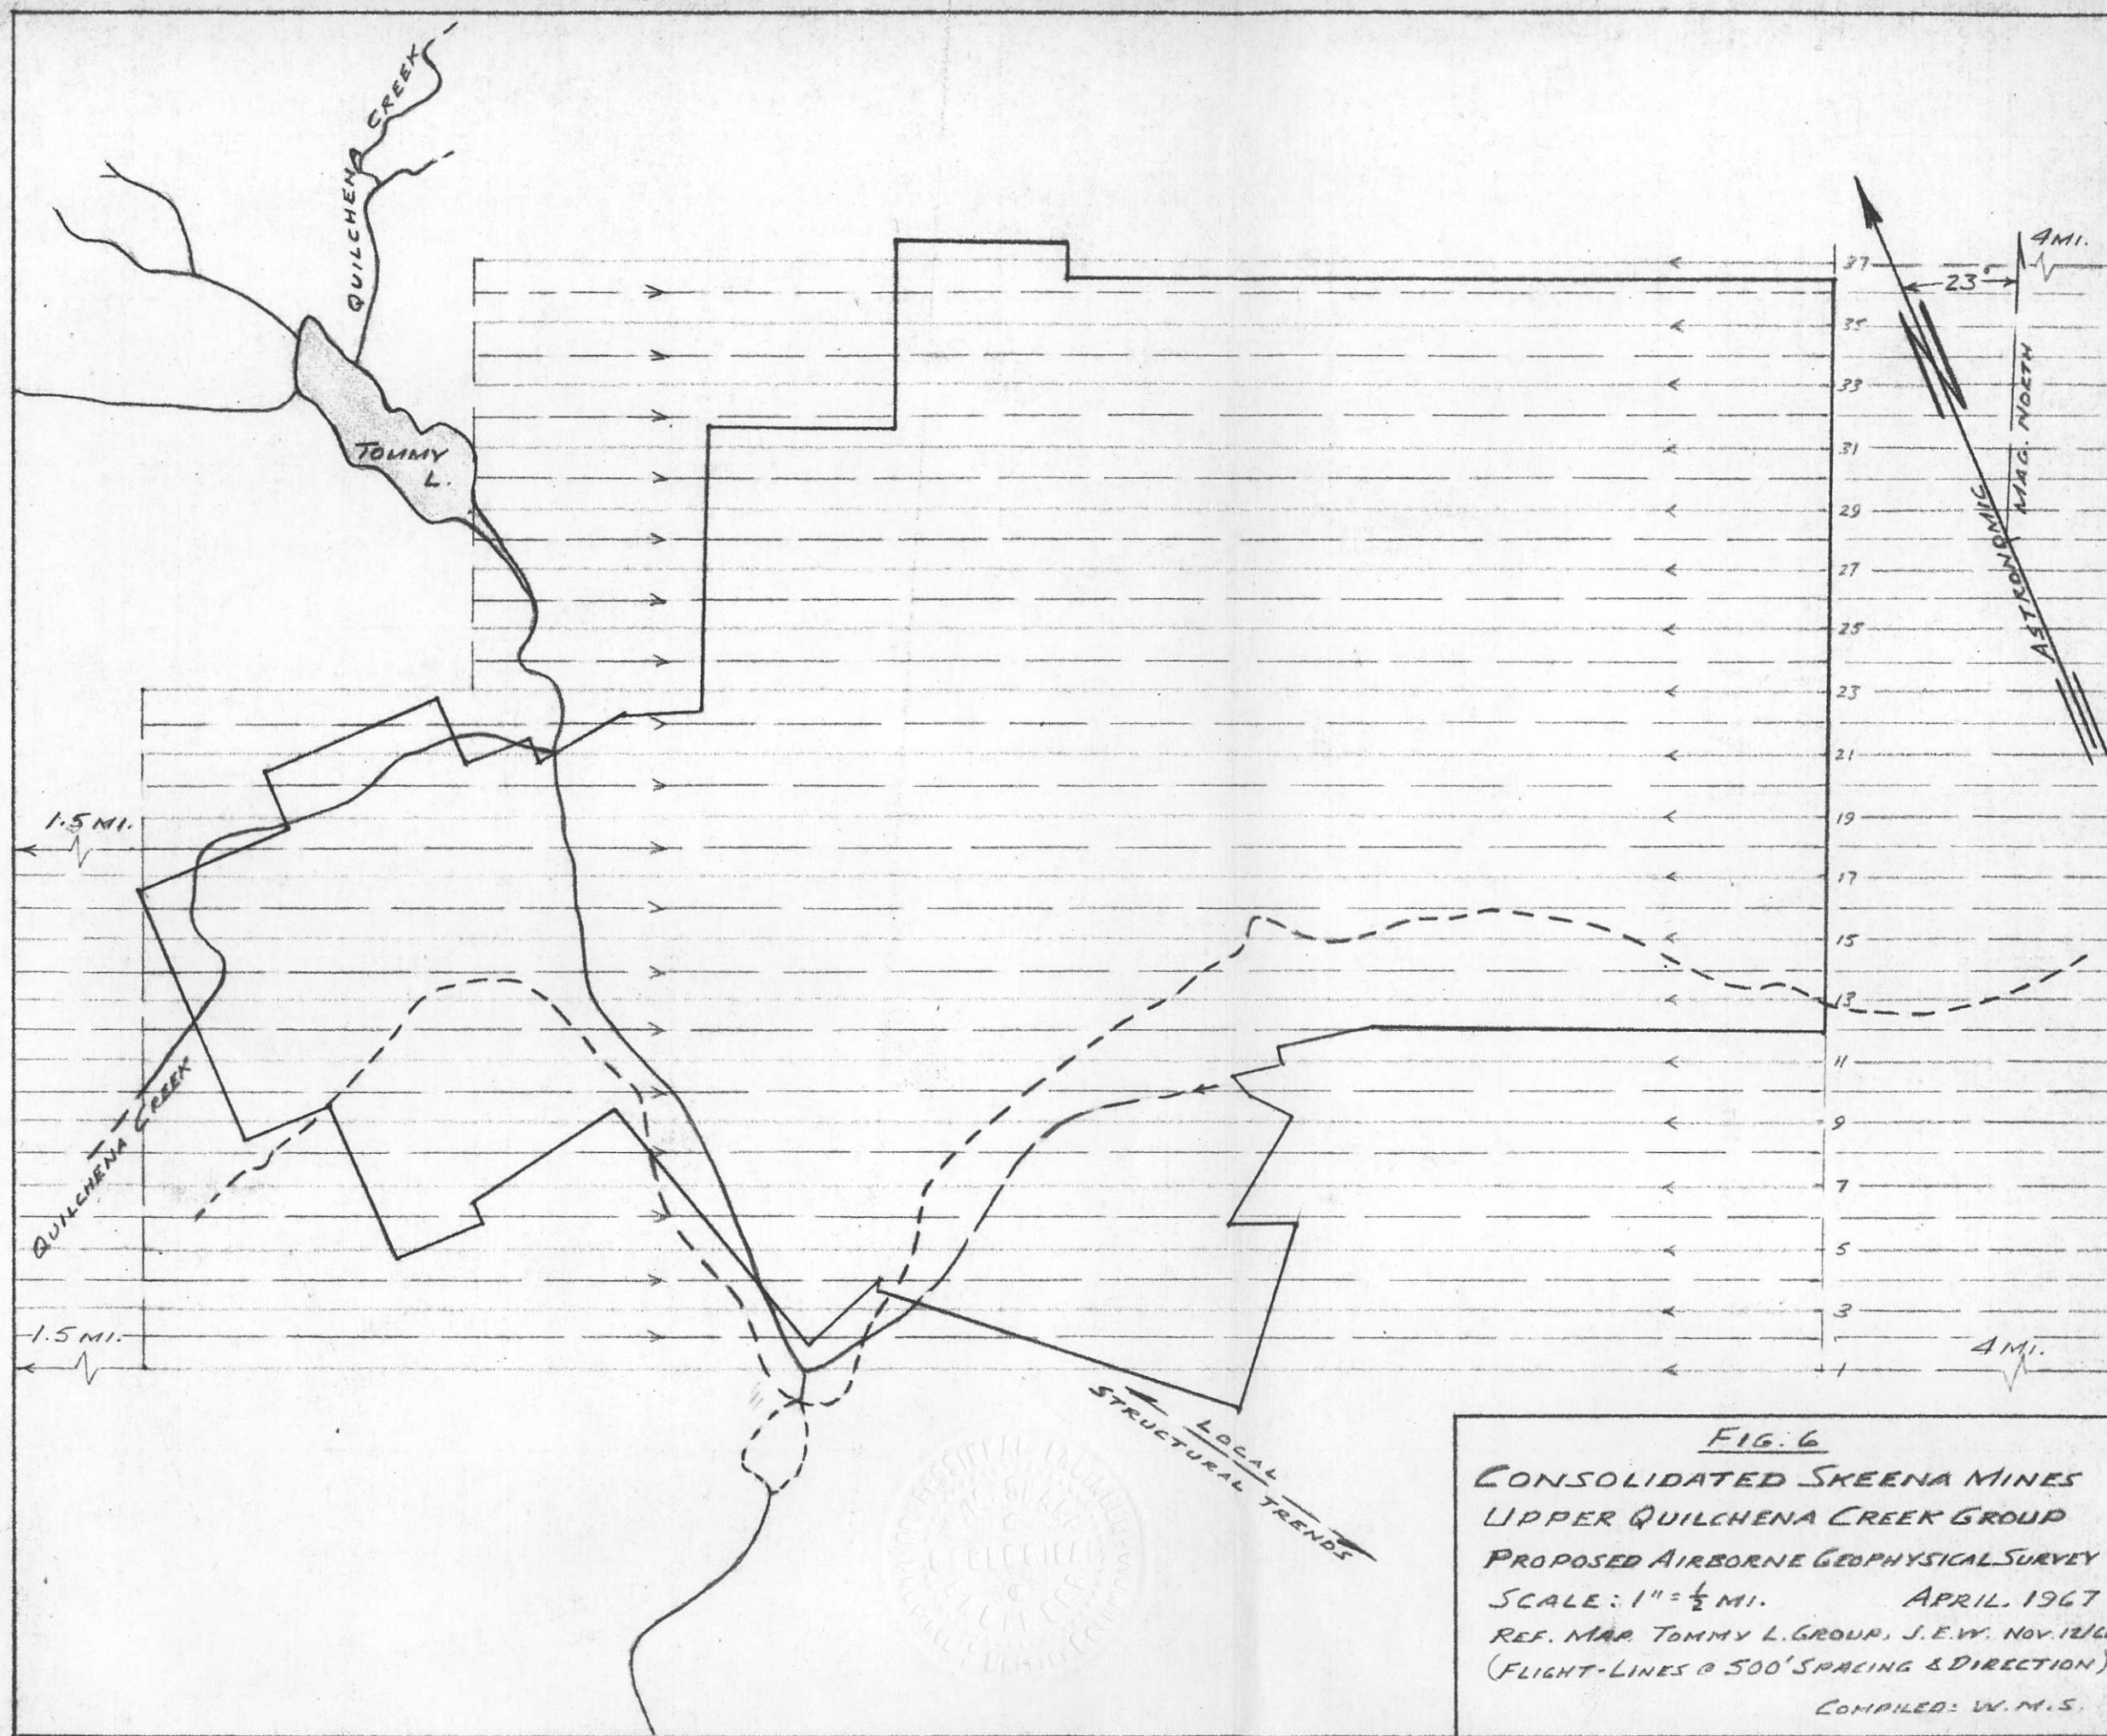 QUILCHENA CREEK
TOMMY
L.
4 MI.
23°
MAG. NORTH
ASTRONOMIC
N
37
35
33
31
29
27
25
23
21
19
17
15
13
11
9
7
5
3
1
1.5 MI.
QUILCHENA CREEK
1.5 MI.
4 MI.
LOCAL
STRUCTURAL TRENDS
FIG. 6
CONSOLIDATED SKEENA MINES
UPPER QUILCHENA CREEK GROUP
PROPOSED AIRBORNE GEOPHYSICAL SURVEY
SCALE: 1" = ½ MI. APRIL. 1967
REF. MAP TOMMY L. GROUP, J.E.W. NOV.
(FLIGHT-LINES @ 500' SPACING & DIRECTION)
COMPILED: W.M.S.